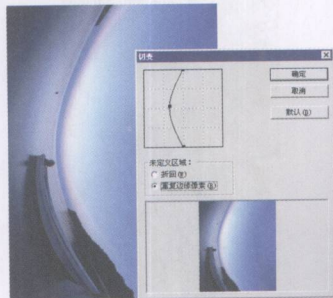 切变
确定
取消
默认(D)
未定义区域：
折回(W)
重复边缘像素(R)